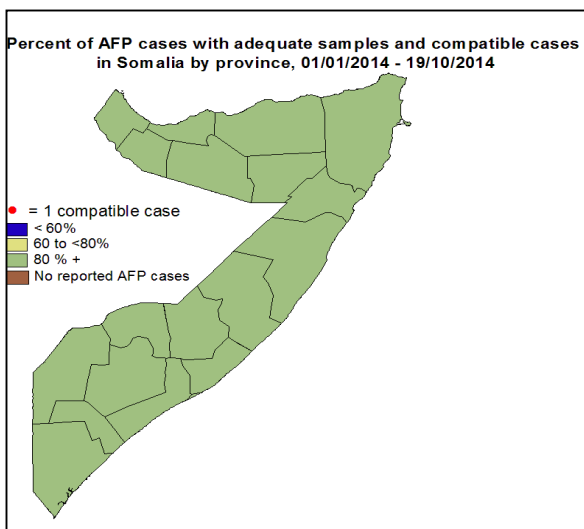 Percent of AFP cases with adequate samples and compatible cases
in Somalia by province, 01/01/2014 - 19/10/2014
= 1 compatible case
< 60%
60 to <80%
80 % +
No reported AFP cases